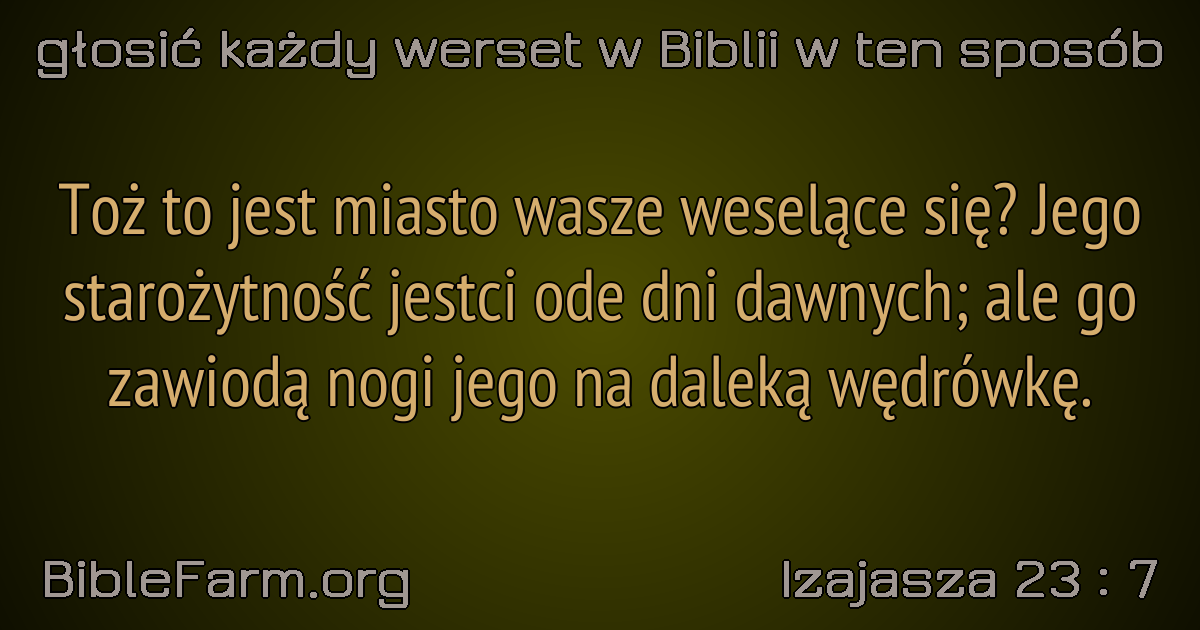 głosić każdy werset w Biblii w ten sposób
Toż to jest miasto wasze weselące się? Jego
starożytność jestci ode dni dawnych; ale go
zawiodą nogi jego na daleką wędrówkę.
BibleFarm.org
Izajasza 23 : 7